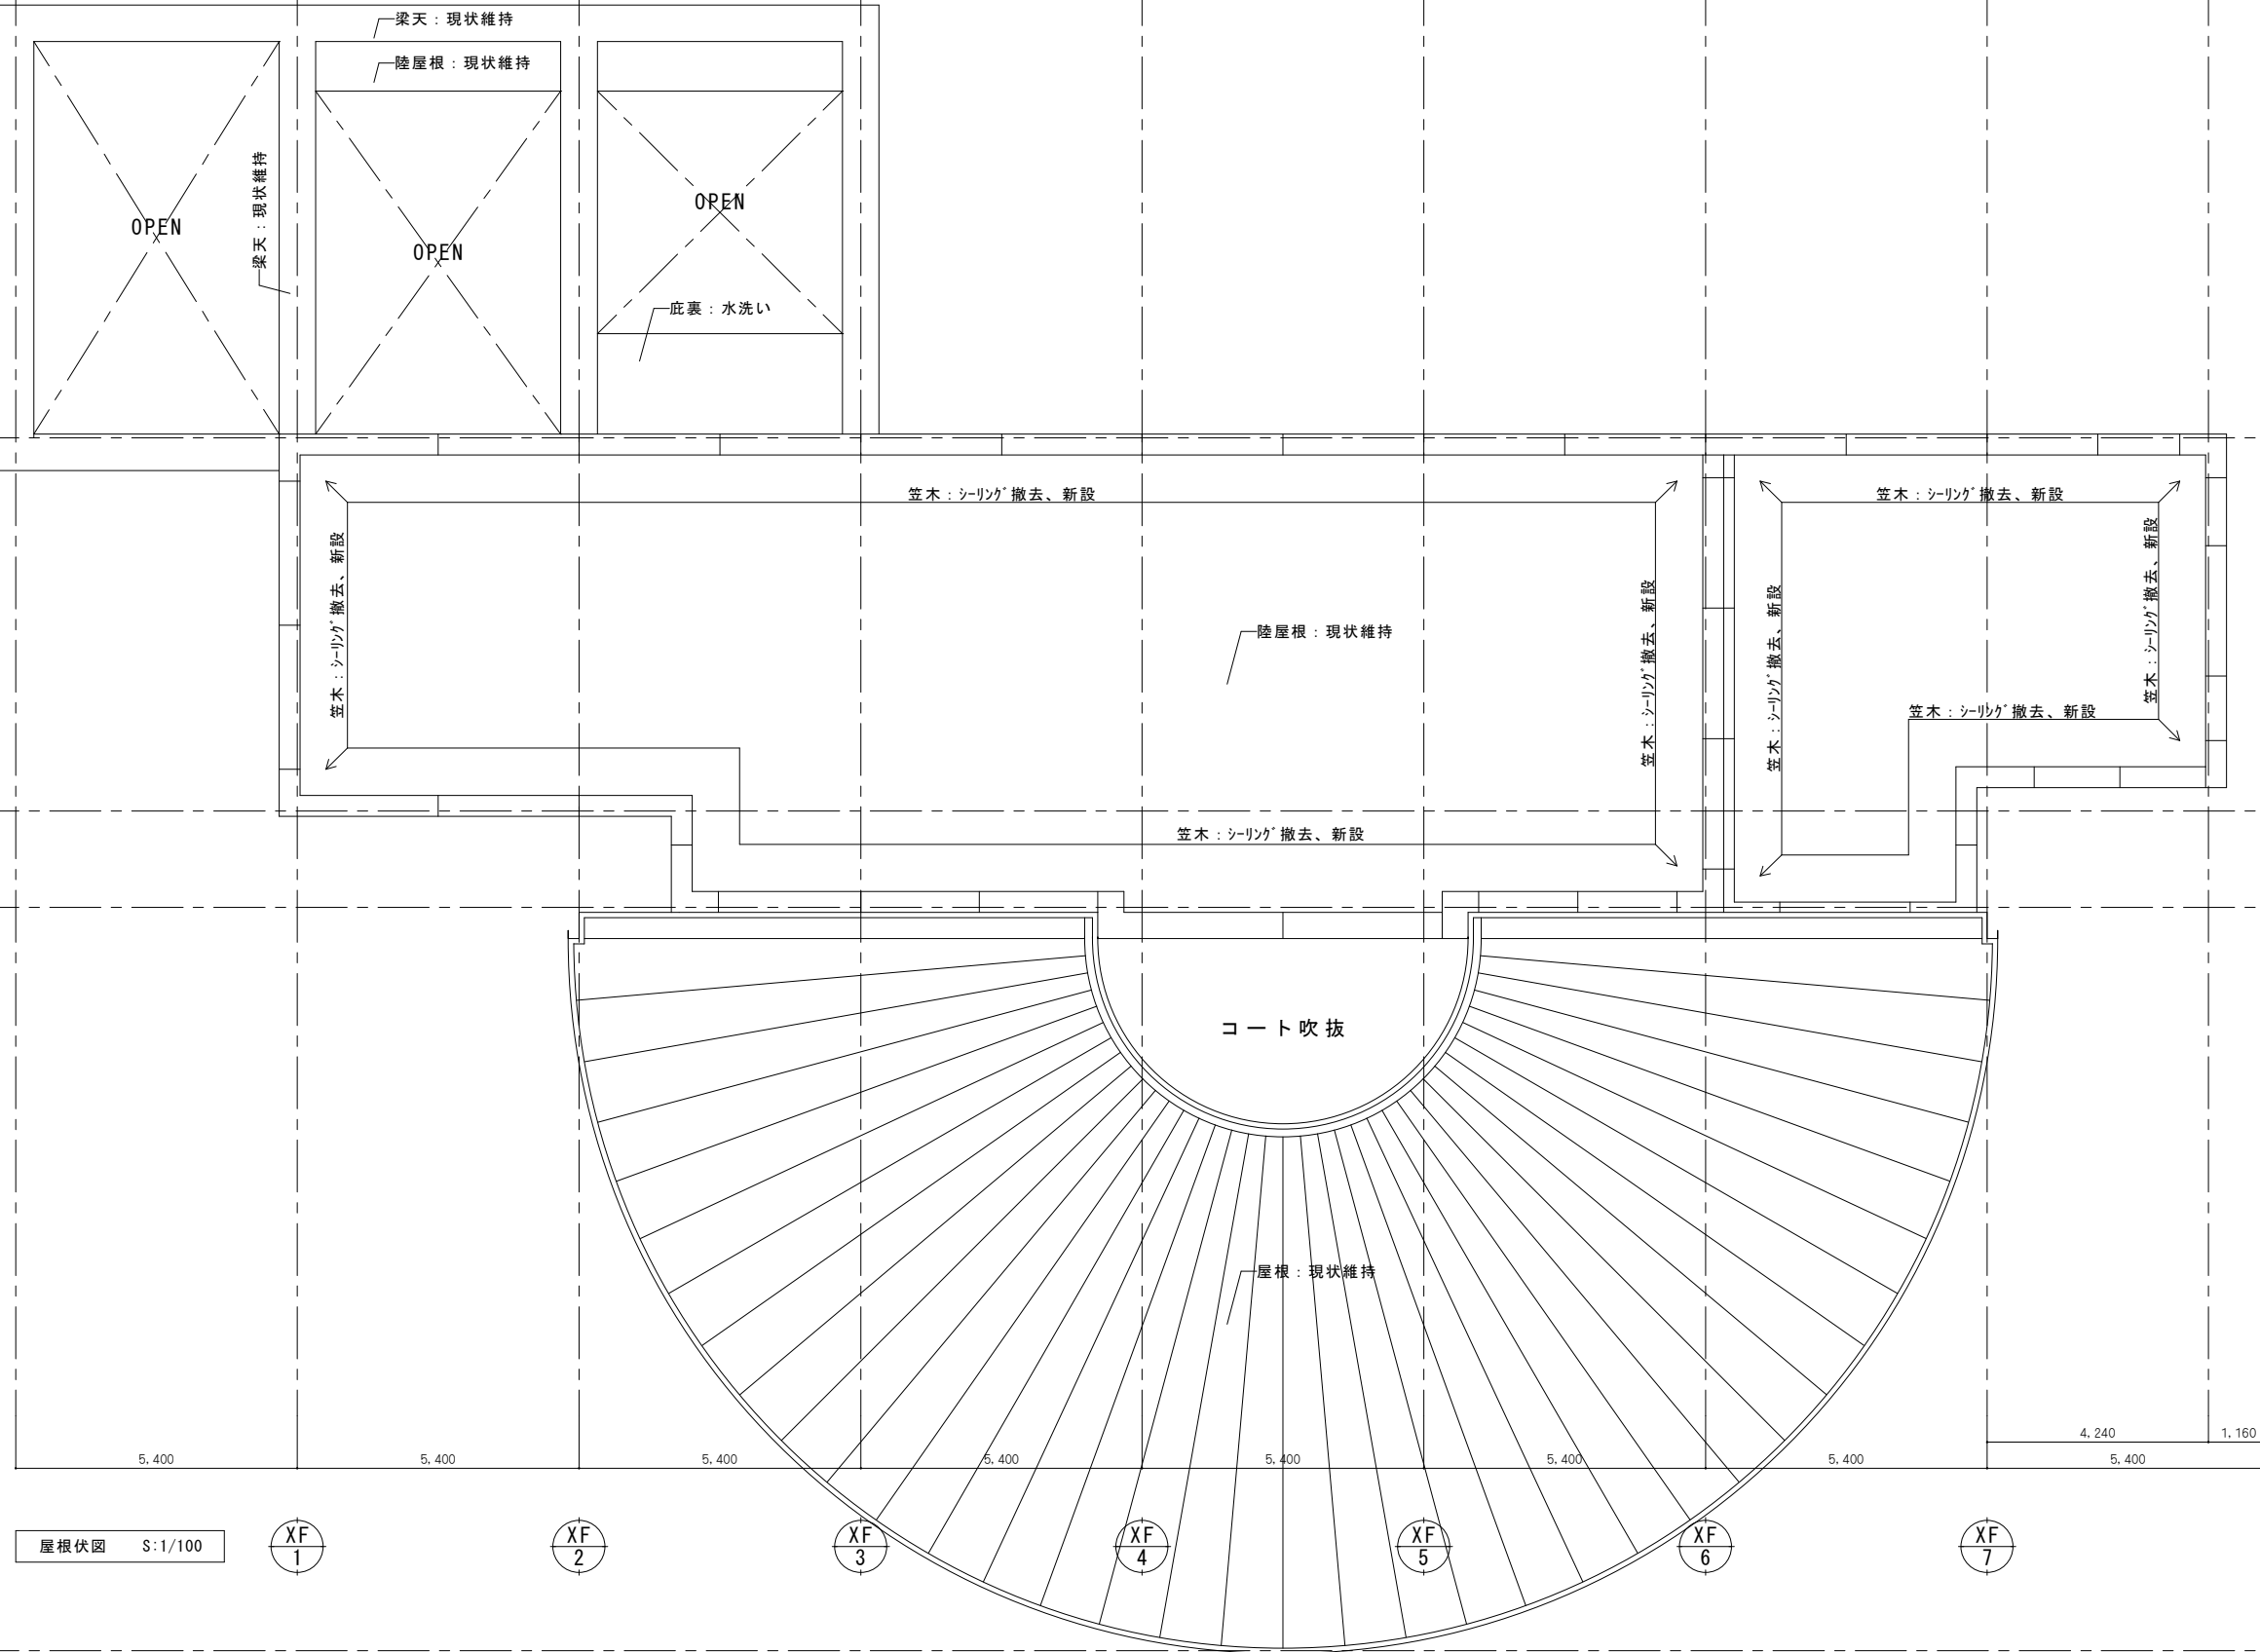 梁天：現状維持
陸屋根：現状維持
梁天：現状維持
OPEN
OPEN
OPEN
庇裏：水洗い
笠木：ｼｰﾘﾝｸﾞ撤去、新設
笠木：ｼｰﾘﾝｸﾞ撤去、新設
笠木：ｼｰﾘﾝｸﾞ撤去、新設
笠木：ｼｰﾘﾝｸﾞ撤去、新設
笠木：ｼｰﾘﾝｸﾞ撤去、新設
笠木：ｼｰﾘﾝｸﾞ撤去、新設
陸屋根：現状維持
笠木：ｼｰﾘﾝｸﾞ撤去、新設
笠木：ｼｰﾘﾝｸﾞ撤去、新設
コート吹抜
屋根：現状維持
4,240
1,160
5,400
5,400
5,400
5,400
5,400
5,400
5,400
5,400
屋根伏図 S:1/100
XF
1
XF
2
XF
3
XF
4
XF
5
XF
6
XF
7